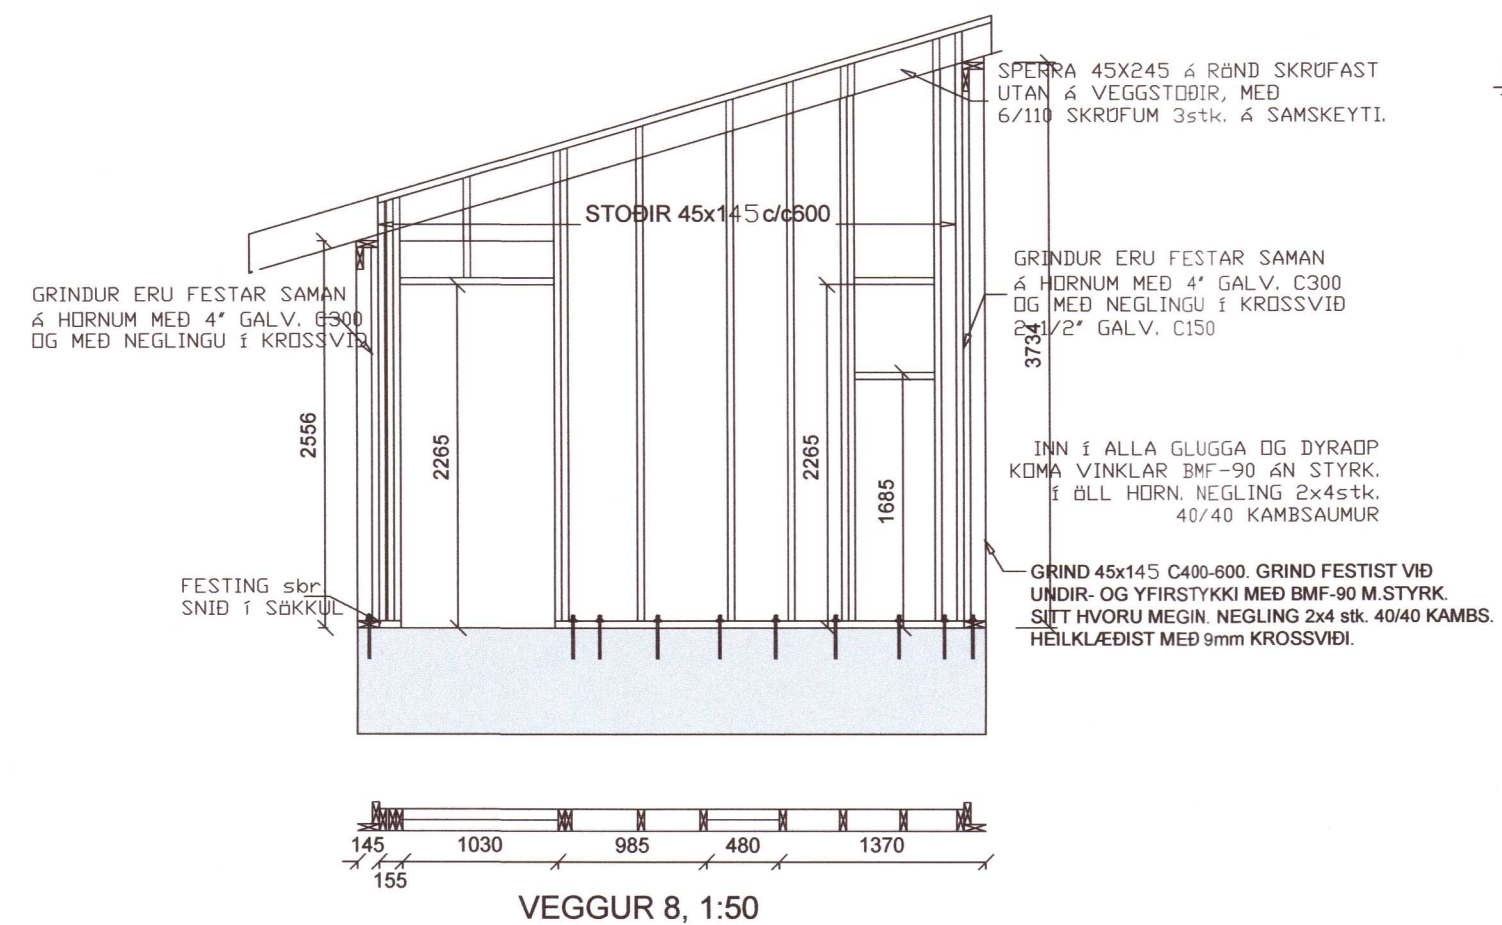 SPERRA 45X245 Á RÖND SKRÚFAST
UTAN Á VEGGSTOÐIR, MEÐ
6/110 SKRÚFUM 3stk. Á SAMSKEYTI.
STOÐIR 45x145 c/c600
GRINDUR ERU FESTAR SAMAN
Á HORNUM MEÐ 4" GALV. C300
OG MEÐ NEGLINGU Í KROSSVIÐ
GRINDUR ERU FESTAR SAMAN
Á HORNUM MEÐ 4" GALV. C300
OG MEÐ NEGLINGU Í KROSSVIÐ
2-1/2" GALV. C150
3734
2556
2265
2265
1685
INN Í ALLA GLUGGA OG DYRAOP
KOMA VINKLAR BMF-90 ÁN STYRK.
Í ÖLL HORN. NEGLING 2x4stk.
40/40 KAMBSAUMUR
FESTING sbr.
SNIÐ Í SÖKKUL
GRIND 45x145 C400-600. GRIND FESTIST VIÐ
UNDIR- OG YFIRSTYKKI MEÐ BMF-90 M.STYRK.
SITT HVORU MEGIN. NEGLING 2x4 stk. 40/40 KAMBS.
HEILKLÆÐIST MEÐ 9mm KROSSVIÐI.
145 1030 985 480 1370
155
VEGGUR 8, 1:50